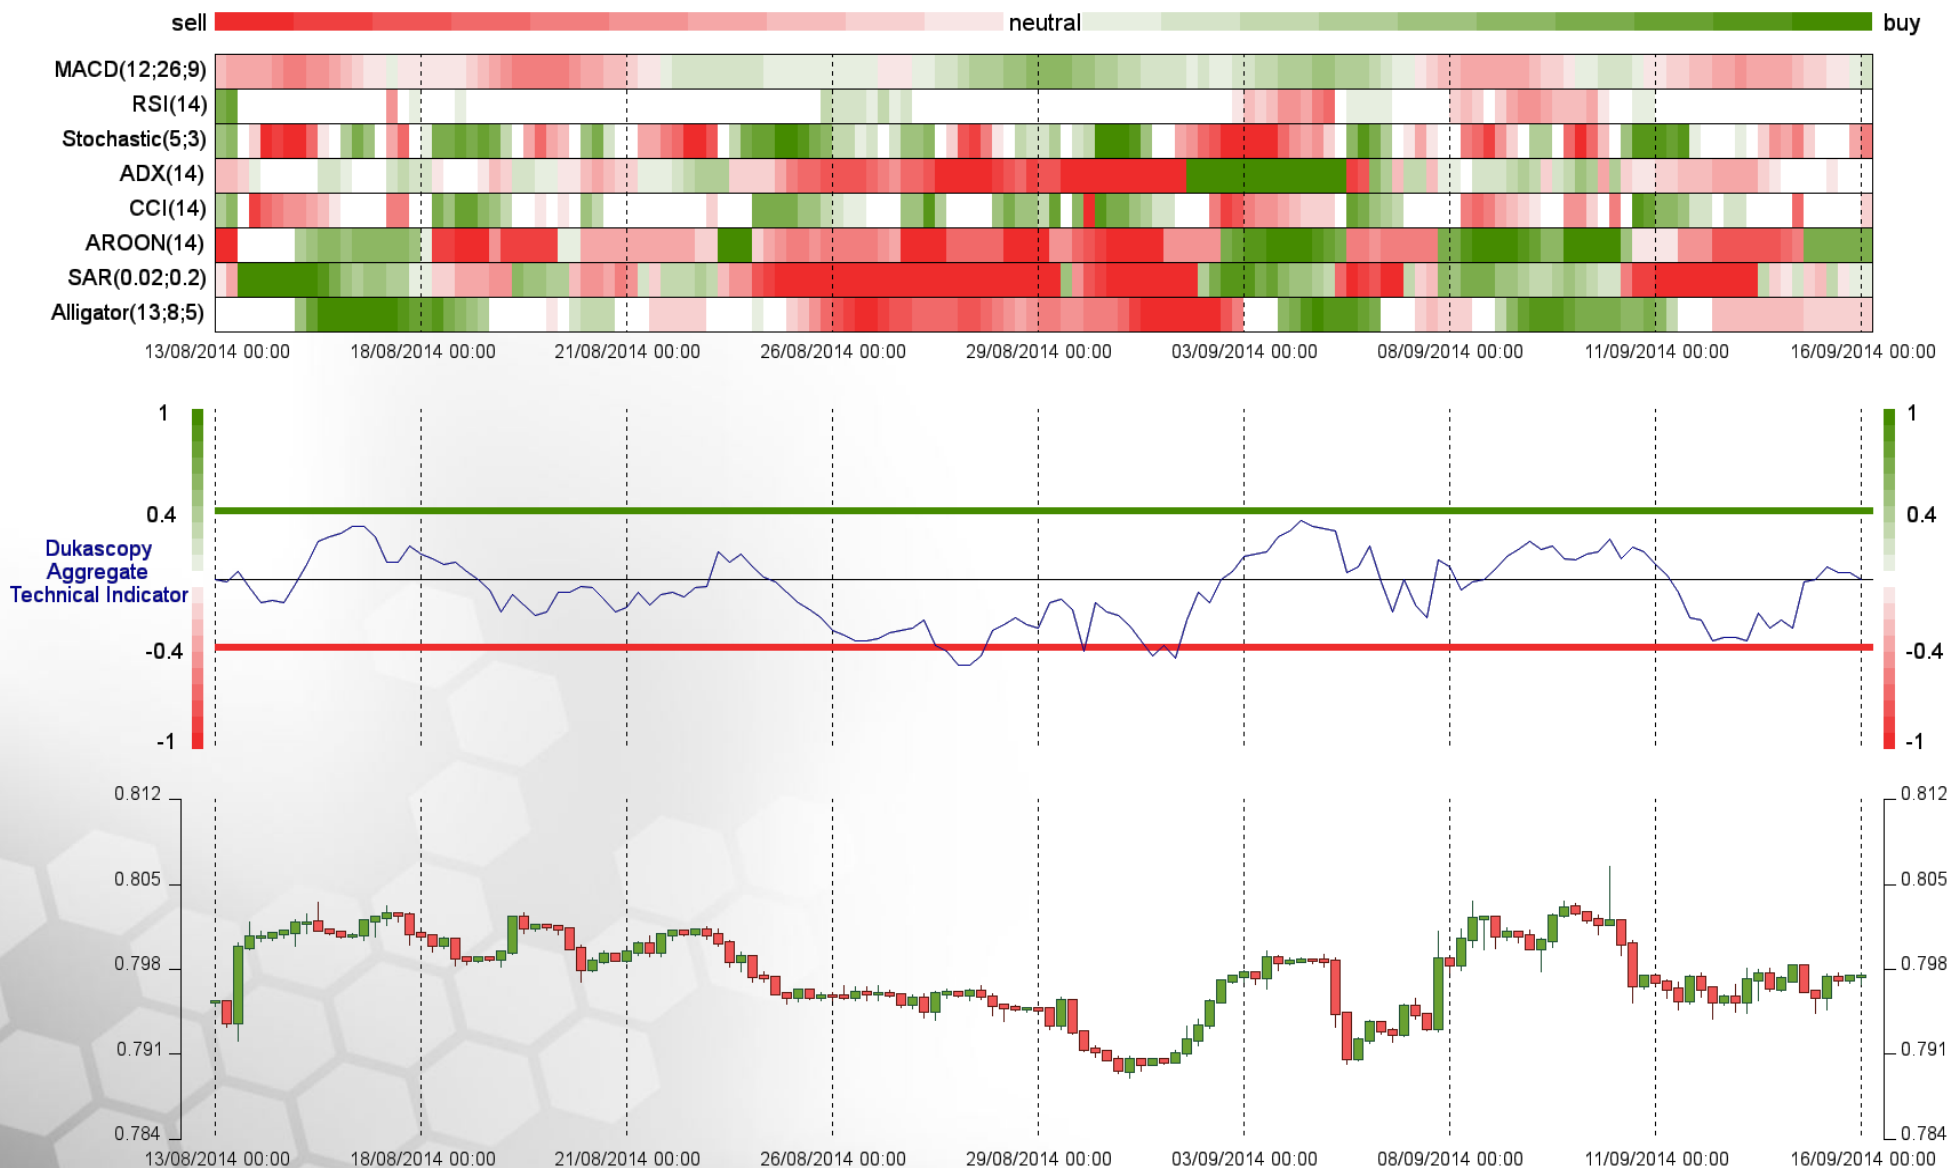 sell neutral buy
MACD(12;26;9)
RSI(14)
Stochastic(5;3)
ADX(14)
CCI(14)
AROON(14)
SAR(0.02;0.2)
Alligator(13;8;5)
13/08/2014 00:00 18/08/2014 00:00 21/08/2014 00:00 26/08/2014 00:00 29/08/2014 00:00 03/09/2014 00:00 08/09/2014 00:00 11/09/2014 00:00 16/09/2014 00:00
1 1
0.4 0.4
Dukascopy
Aggregate
Technical Indicator
-0.4 -0.4
-1 -1
0.812 0.812
0.805 0.805
0.798 0.798
0.791 0.791
0.784 0.784
13/08/2014 00:00 18/08/2014 00:00 21/08/2014 00:00 26/08/2014 00:00 29/08/2014 00:00 03/09/2014 00:00 08/09/2014 00:00 11/09/2014 00:00 16/09/2014 00:00